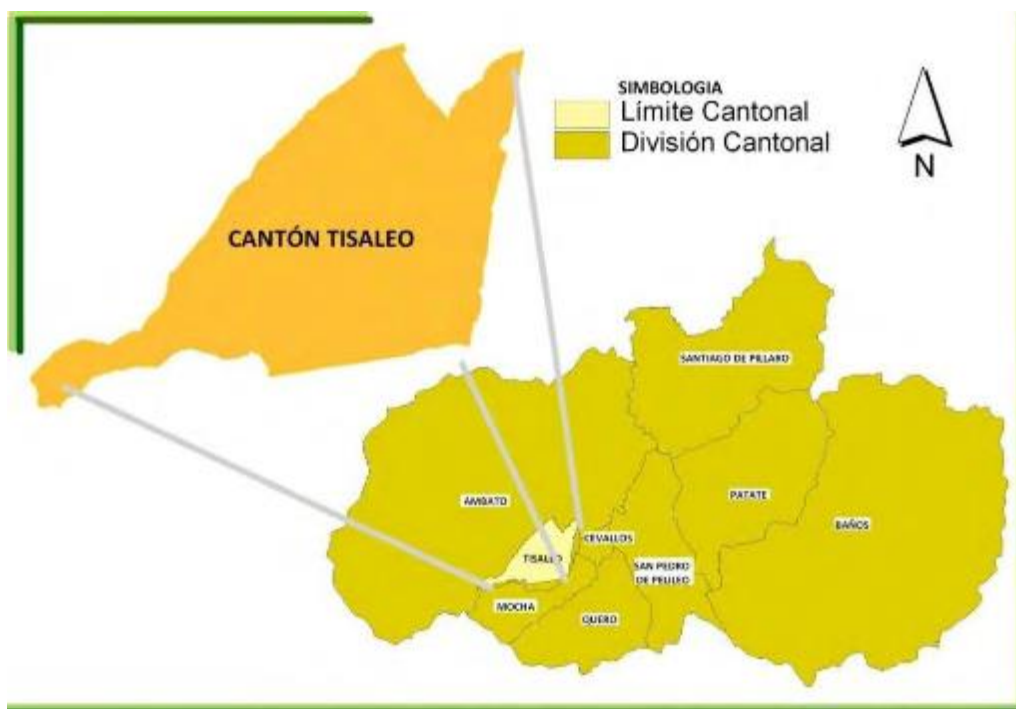 SIMBOLOGIA
Límite Cantonal
División Cantonal
N
CANTÓN TISALEO
SANTIAGO DE PILLARO
AMBATO
PATATE
BAÑOS
CEVALLOS
TISALEO
SAN PEDRO
DE PELILEO
MOCHA
QUERO